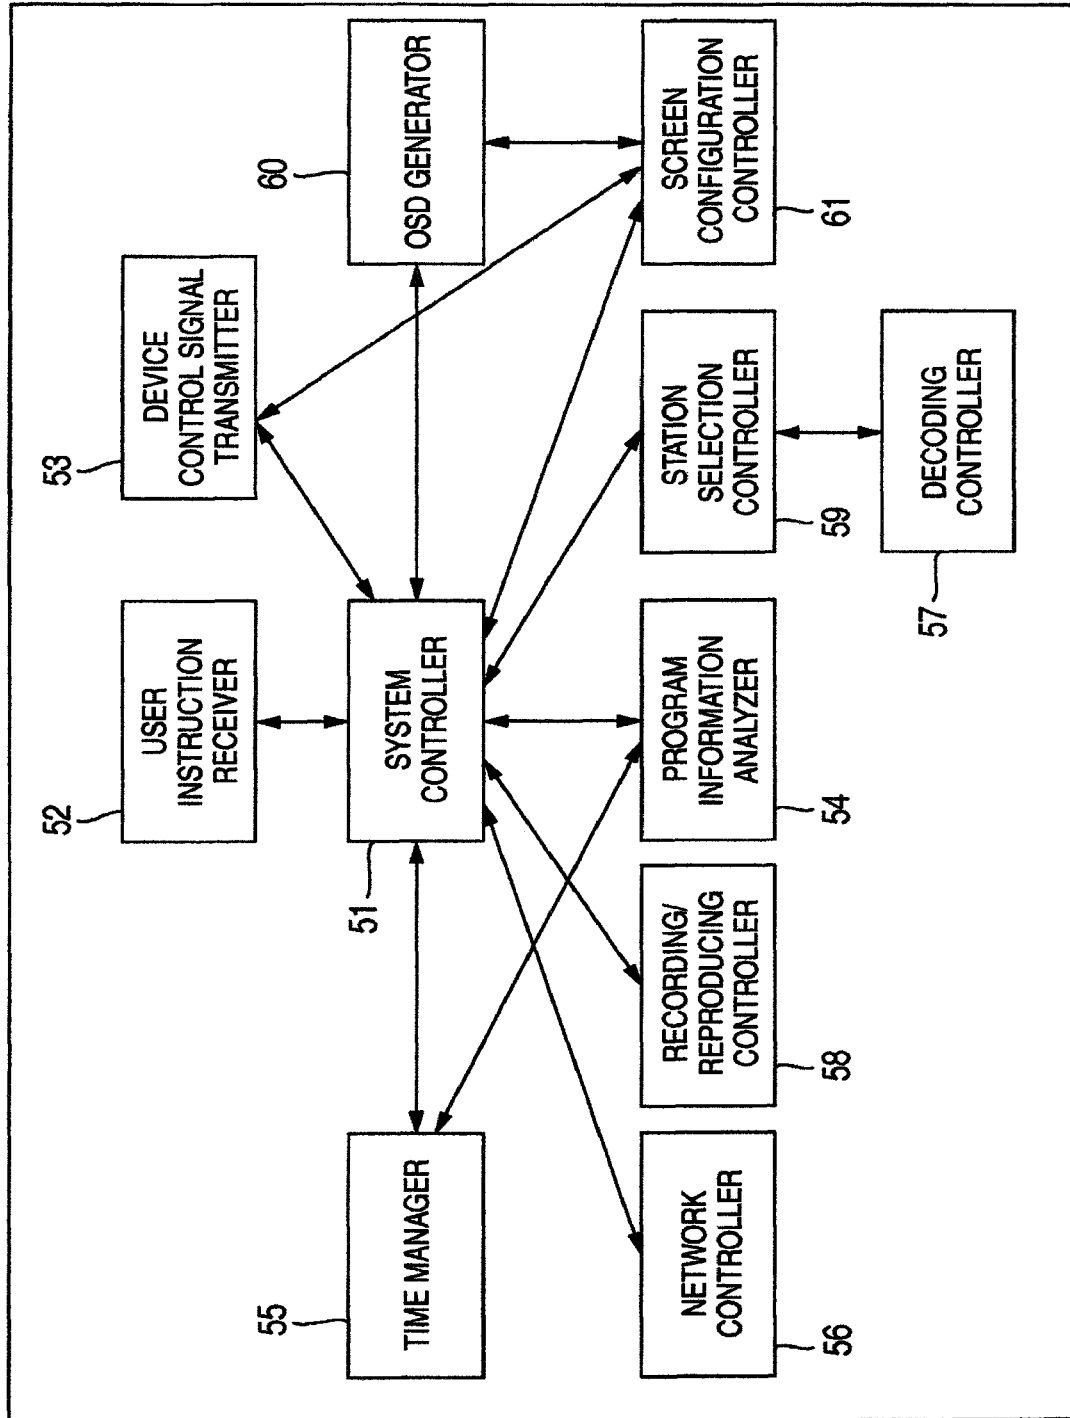 52
USER
INSTRUCTION
RECEIVER
53
DEVICE
CONTROL SIGNAL
TRANSMITTER
55
TIME MANAGER
51
SYSTEM
CONTROLLER
60
OSD GENERATOR
NETWORK
CONTROLLER
56
RECORDING/
REPRODUCING
CONTROLLER
58
PROGRAM
INFORMATION
ANALYZER
54
STATION
SELECTION
CONTROLLER
59
SCREEN
CONFIGURATION
CONTROLLER
61
DECODING
CONTROLLER
57